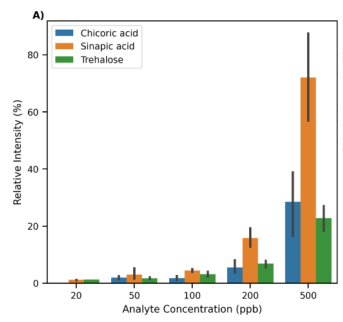 A)
Chicoric acid
Sinapic acid
Trehalose
Relative Intensity (%)
80
60
40
20
0
20 50 100 200 500
Analyte Concentration (ppb)